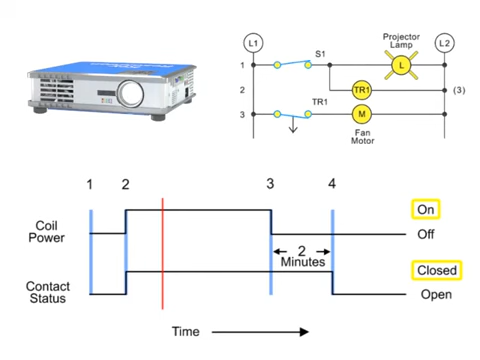 L1
L2
Projector
Lamp
S1
1
L
2
TR1
(3)
3
TR1
M
Fan
Motor
1
2
3
4
Coil
Power
On
Off
2
Minutes
Contact
Status
Closed
Open
Time